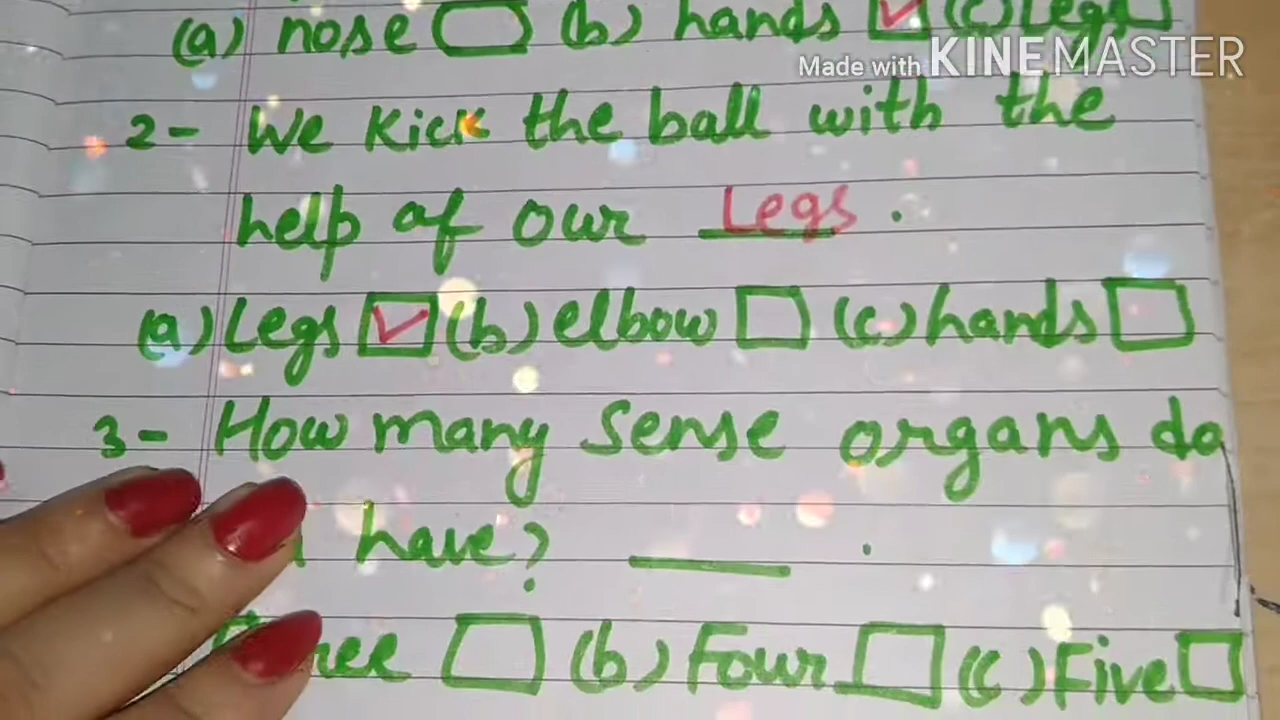 (a) nose (b) hands (c) Legs
Made with KINEMASTER
2- We kick the ball with the
help of our Legs .
(a) Legs (b) elbow (c) hands
3- How many Sense organs do
have? .
(b) Four (c) Five